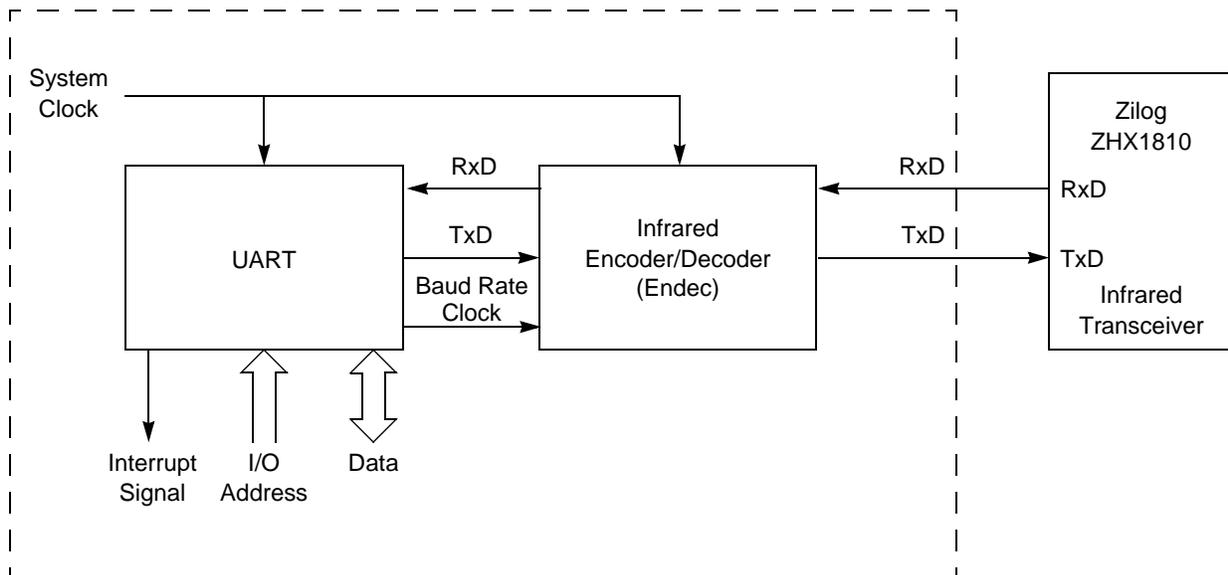 System
Clock
Zilog
ZHX1810
RxD
RxD
RxD
Infrared
Encoder/Decoder
(Endec)
UART
TxD
TxD
TxD
Baud Rate
Clock
Infrared
Transceiver
Interrupt
Signal
I/O
Address
Data